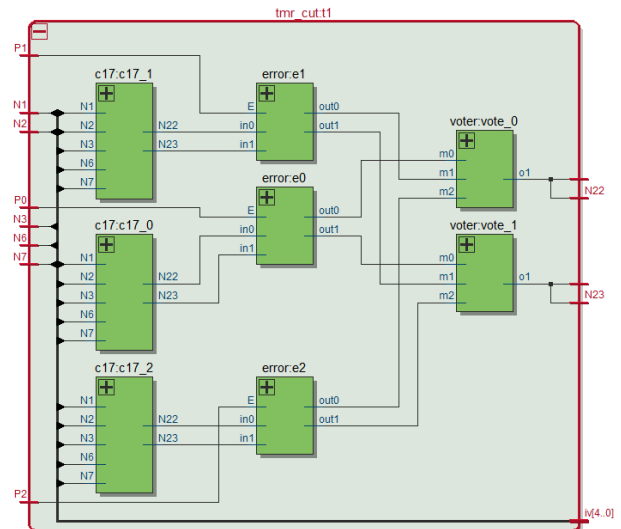 tmr_cut:t1
P1
N1
N2
P0
N3
N6
N7
P2
c17:c17_1
N1
N2
N3
N6
N7
N22
N23
error:e1
E
in0
in1
out0
out1
c17:c17_0
N1
N2
N3
N6
N7
N22
N23
error:e0
E
in0
in1
out0
out1
c17:c17_2
N1
N2
N3
N6
N7
N22
N23
error:e2
E
in0
in1
out0
out1
voter:vote_0
m0
m1
m2
o1
voter:vote_1
m0
m1
m2
o1
N22
N23
iv[4..0]